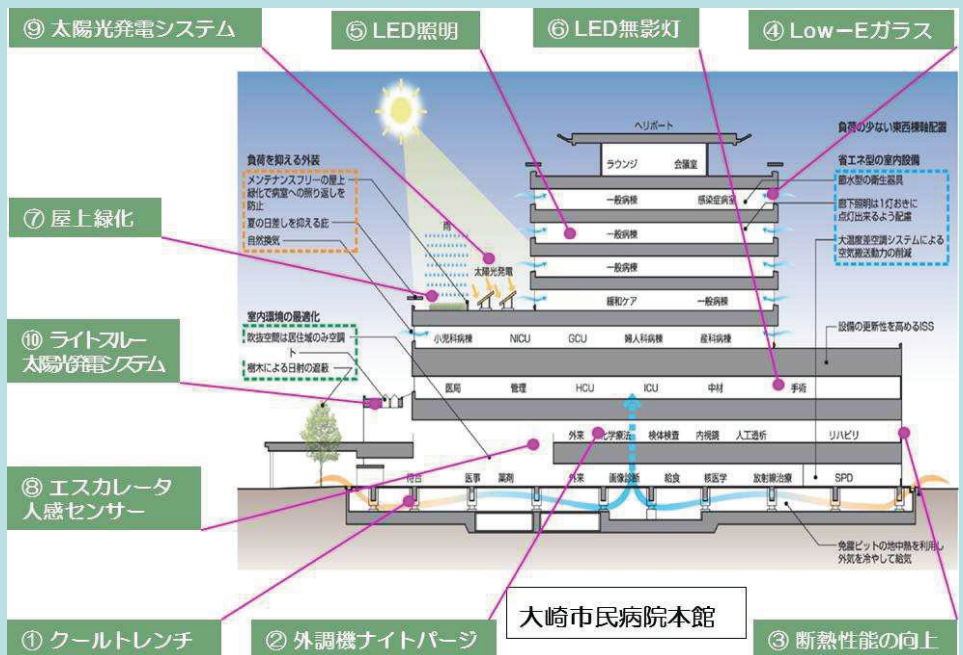 ⑨ 太陽光発電システム
⑤ LED照明
⑥ LED無影灯
④ Low−Eガラス
ヘリポート
負荷の少ない東西棟軸配置
ラウンジ
会議室
負荷を抑える外装
メンテナンスフリーの屋上
緑化で病室への照り返しを
防止
夏の日差しを抑える庇
自然換気
省エネ型の室内設備
節水型の衛生器具
廊下照明は1灯おきに
点灯出来るよう配慮
大温度差空調システムによる
空気搬送動力の削減
一般病棟
感染症病室
⑦ 屋上緑化
一般病棟
雨
太陽光発電
一般病棟
緩和ケア
一般病棟
室内環境の最適化
吹抜空間は居住域のみ空調
ト
樹木による日射の遮蔽
小児科病棟
NICU
GCU
婦人科病棟
産科病棟
設備の更新性を高めるISS
⑩ ライトスルー
太陽光発電システム
医局
管理
HCU
ICU
中材
手術
外来
化学療法
検体検査
内視鏡
人工透析
リハビリ
⑧ エスカレータ
人感センサー
待合
医事
薬剤
外来
画像診断
給食
核医学
放射線治療
SPD
免震ピットの地中熱を利用し
外気を冷やして給気
大崎市民病院本館
① クールトレンチ
② 外調機ナイトパージ
③ 断熱性能の向上